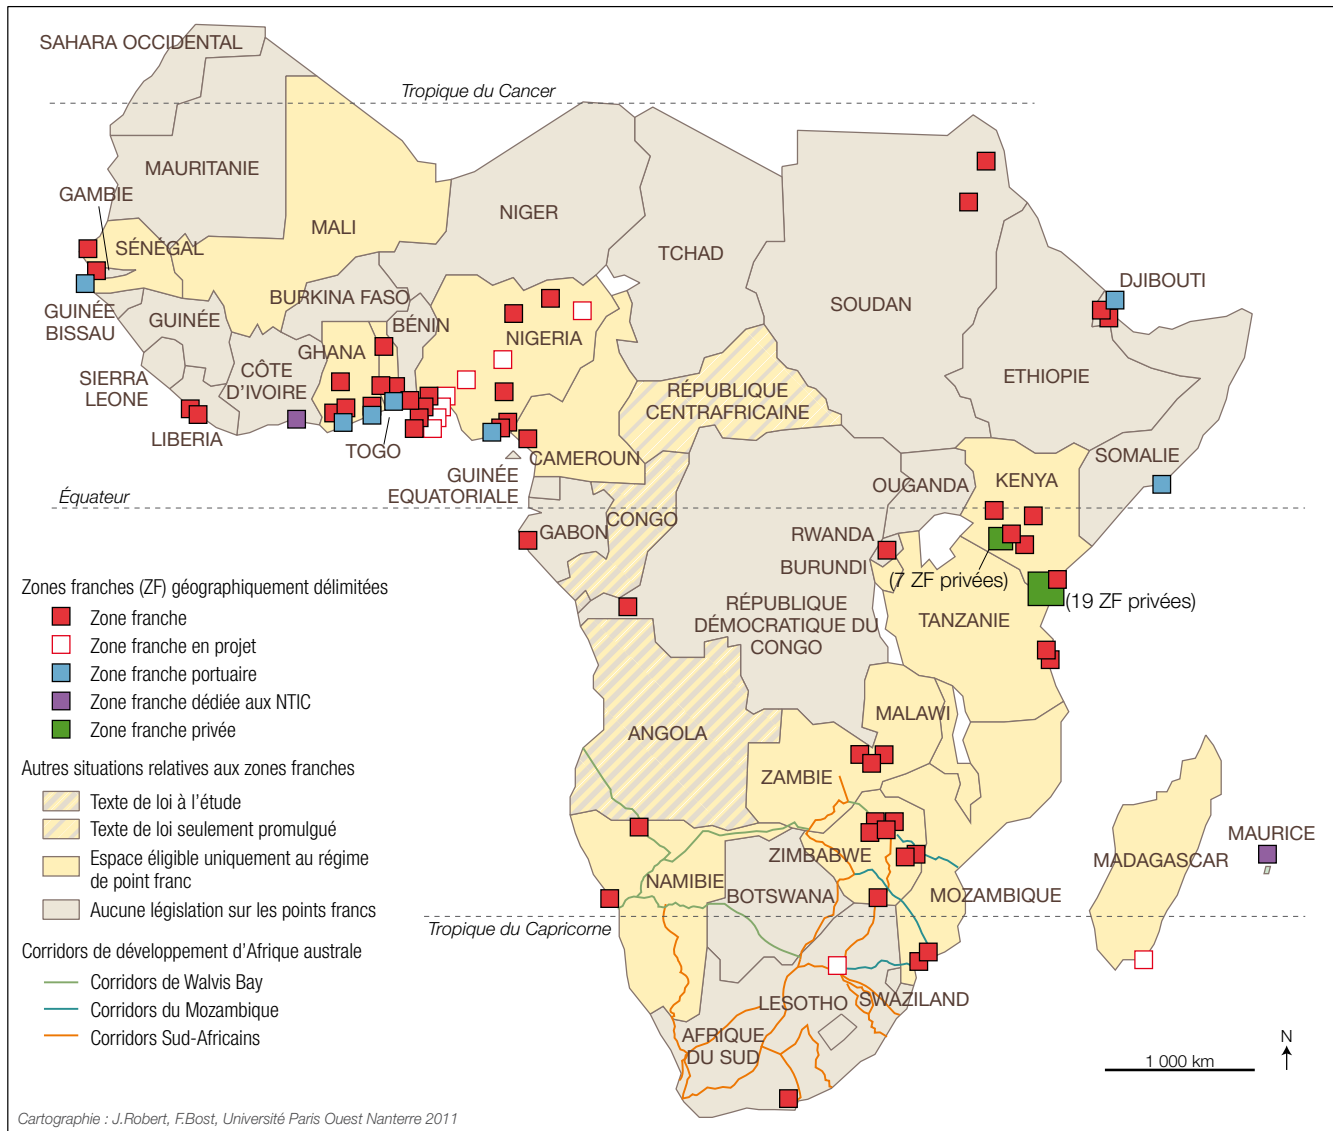 SAHARA OCCIDENTAL
Tropique du Cancer
MAURITANIE
GAMBIE
MALI
NIGER
SÉNÉGAL
TCHAD
DJIBOUTI
BURKINA FASO
SOUDAN
GUINÉE
BISSAU
GUINÉE
BÉNIN
NIGERIA
GHANA
CÔTE
D'IVOIRE
SIERRA
LEONE
ETHIOPIE
RÉPUBLIQUE
CENTRAFRICAINE
LIBERIA
TOGO
CAMEROUN
SOMALIE
GUINÉE
EQUATORIALE
OUGANDA
KENYA
Équateur
CONGO
GABON
RWANDA
BURUNDI
(7 ZF privées)
(19 ZF privées)
RÉPUBLIQUE
DÉMOCRATIQUE DU
CONGO
TANZANIE
Zones franches (ZF) géographiquement délimitées
Zone franche
Zone franche en projet
Zone franche portuaire
Zone franche dédiée aux NTIC
Zone franche privée
Autres situations relatives aux zones franches
Texte de loi à l'étude
Texte de loi seulement promulgué
Espace éligible uniquement au régime
de point franc
Aucune législation sur les points francs
Corridors de développement d'Afrique australe
Corridors de Walvis Bay
Corridors du Mozambique
Corridors Sud-Africains
ANGOLA
MALAWI
ZAMBIE
ZIMBABWE
MAURICE
MADAGASCAR
NAMIBIE
BOTSWANA
MOZAMBIQUE
Tropique du Capricorne
LESOTHO
SWAZILAND
AFRIQUE
DU SUD
N
1 000 km
Cartographie : J.Robert, F.Bost, Université Paris Ouest Nanterre 2011